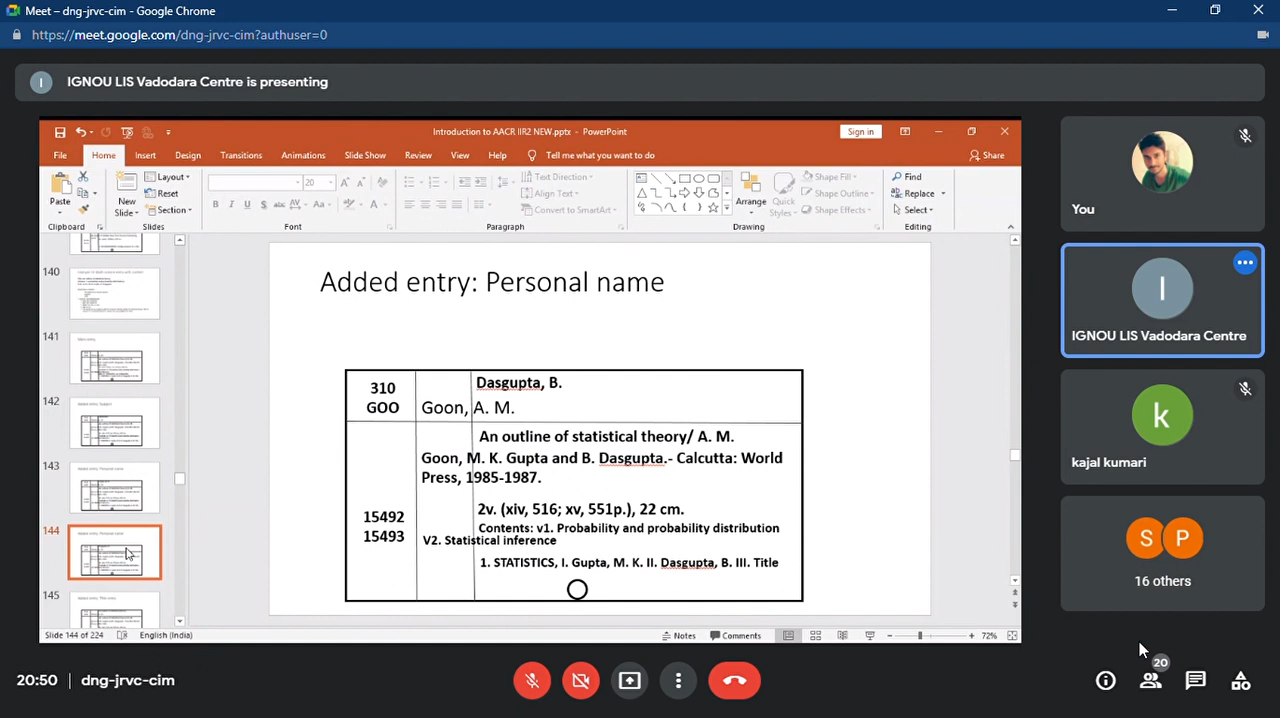 Meet – dng-jrvc-cim - Google Chrome
https://meet.google.com/dng-jrvc-cim?authuser=0
I IGNOU LIS Vadodara Centre is presenting
Introduction to AACR IIR2 NEW.pptx - PowerPoint
Sign in
File Home Insert Design Transitions Animations Slide Show Review View Help Tell me what you want to do Share
Paste
New Slide
Layout
Reset
Section
20
Text Direction
Align Text
Convert to SmartArt
Arrange
Quick Styles
Shape Fill
Shape Outline
Shape Effects
Find
Replace
Select
Clipboard Slides Font Paragraph Drawing Editing
140
141
142
143
144
145
Added entry: Personal name
310
GOO
Dasgupta, B.
Goon, A. M.
An outline of statistical theory/ A. M.
Goon, M. K. Gupta and B. Dasgupta.- Calcutta: World
Press, 1985-1987.
2v. (xiv, 516; xv, 551p.), 22 cm.
15492
15493
Contents: v1. Probability and probability distribution
V2. Statistical inference
1. STATISTICS, I. Gupta, M. K. II. Dasgupta, B. III. Title
Slide 144 of 224 English (India) Notes Comments 72%
You
I
IGNOU LIS Vadodara Centre
k
kajal kumari
S P
16 others
20:50 | dng-jrvc-cim
20